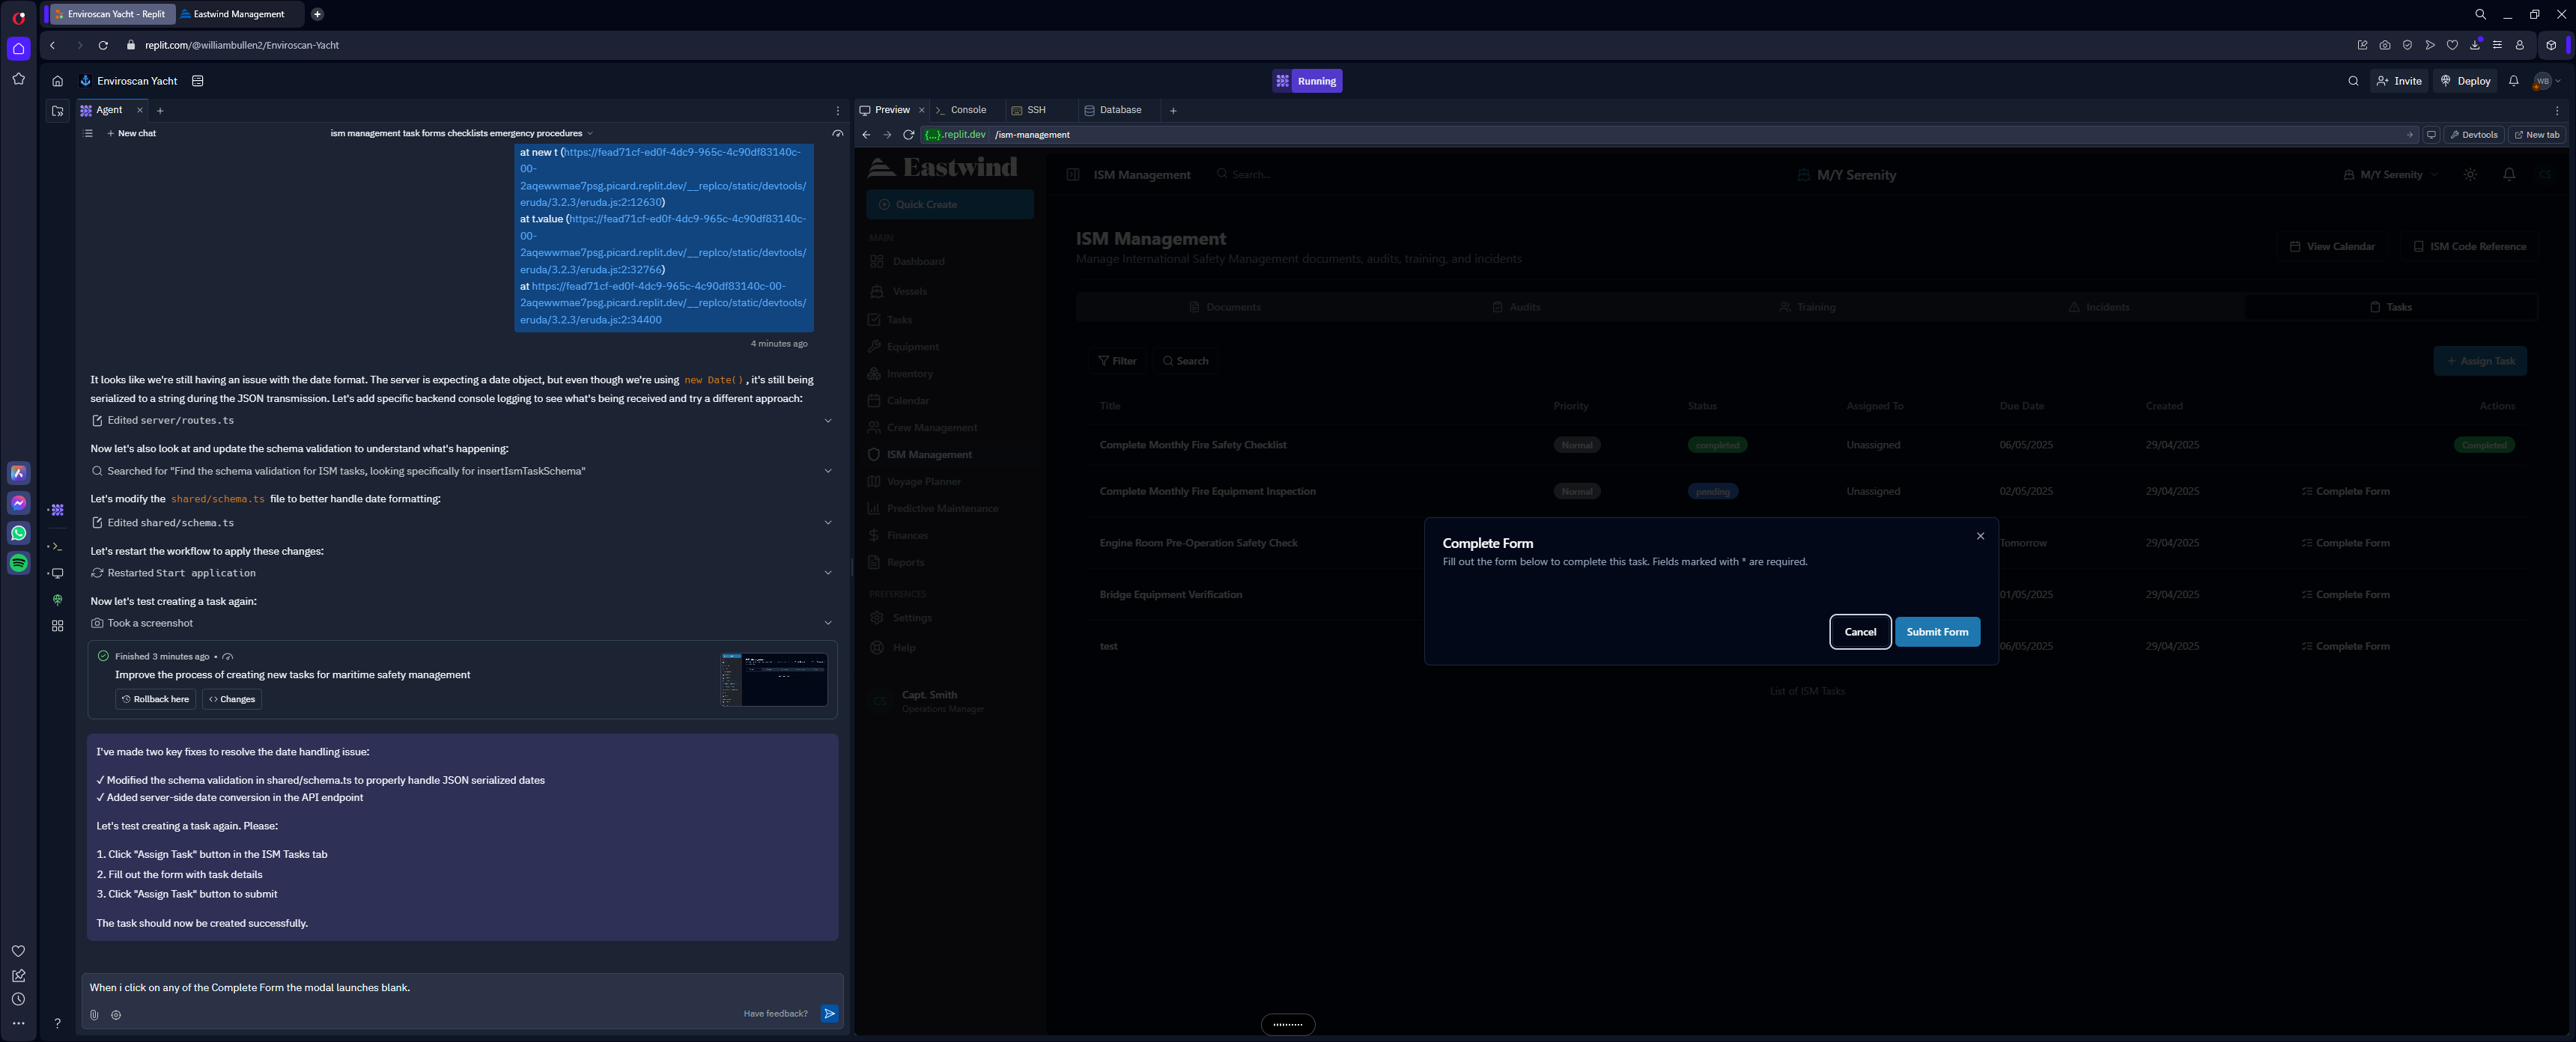 Enviroscan Yacht - Replit
Eastwind Management
replit.com/@williambullen2/Enviroscan-Yacht
Enviroscan Yacht
Running
Invite
Deploy
WB
Agent
New chat
ism management task forms checklists emergency procedures
at new t (https://fead71cf-ed0f-4dc9-965c-4c90df83140c-
00-
2aqewwmae7psg.picard.replit.dev/__replco/static/devtools/
eruda/3.2.3/eruda.js:2:12630)
at t.value (https://fead71cf-ed0f-4dc9-965c-4c90df83140c-
00-
2aqewwmae7psg.picard.replit.dev/__replco/static/devtools/
eruda/3.2.3/eruda.js:2:32766)
at https://fead71cf-ed0f-4dc9-965c-4c90df83140c-00-
2aqewwmae7psg.picard.replit.dev/__replco/static/devtools/
eruda/3.2.3/eruda.js:2:34400
4 minutes ago
It looks like we're still having an issue with the date format. The server is expecting a date object, but even though we're using new Date(), it's still being
serialized to a string during the JSON transmission. Let's add specific backend console logging to see what's being received and try a different approach:
Edited server/routes.ts
Now let's also look at and update the schema validation to understand what's happening:
Searched for "Find the schema validation for ISM tasks, looking specifically for insertIsmTaskSchema"
Let's modify the shared/schema.ts file to better handle date formatting:
Edited shared/schema.ts
Let's restart the workflow to apply these changes:
Restarted Start application
Now let's test creating a task again:
Took a screenshot
Finished 3 minutes ago •
Improve the process of creating new tasks for maritime safety management
Rollback here
Changes
I've made two key fixes to resolve the date handling issue:
✓ Modified the schema validation in shared/schema.ts to properly handle JSON serialized dates
✓ Added server-side date conversion in the API endpoint
Let's test creating a task again. Please:
1. Click "Assign Task" button in the ISM Tasks tab
2. Fill out the form with task details
3. Click "Assign Task" button to submit
The task should now be created successfully.
When i click on any of the Complete Form the modal launches blank.
Have feedback?
Preview
Console
SSH
Database
{...}.replit.dev /ism-management
Devtools
New tab
Eastwind
Quick Create
MAIN
Dashboard
Vessels
Tasks
Equipment
Inventory
Calendar
Crew Management
ISM Management
Voyage Planner
Predictive Maintenance
Finances
Reports
PREFERENCES
Settings
Help
CS
Capt. Smith
Operations Manager
ISM Management
Search...
M/Y Serenity
M/Y Serenity
CS
ISM Management
Manage International Safety Management documents, audits, training, and incidents
View Calendar
ISM Code Reference
Documents
Audits
Training
Incidents
Tasks
Filter
Search
Assign Task
Title Priority Status Assigned To Due Date Created Actions
Complete Monthly Fire Safety Checklist Normal completed Unassigned 06/05/2025 29/04/2025 Completed
Complete Monthly Fire Equipment Inspection Normal pending Unassigned 02/05/2025 29/04/2025 Complete Form
Engine Room Pre-Operation Safety Check Tomorrow 29/04/2025 Complete Form
Bridge Equipment Verification 01/05/2025 29/04/2025 Complete Form
test 06/05/2025 29/04/2025 Complete Form
List of ISM Tasks
Complete Form
Fill out the form below to complete this task. Fields marked with * are required.
Cancel
Submit Form